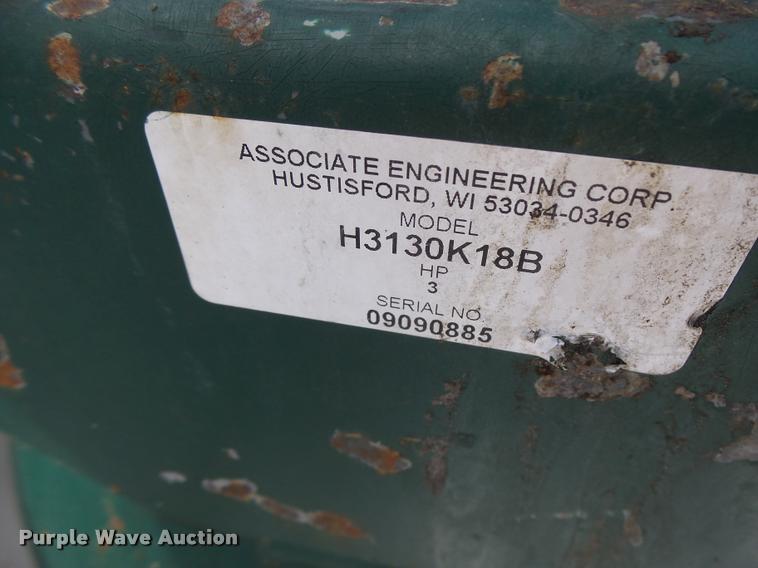 ASSOCIATE ENGINEERING CORP.
HUSTISFORD, WI 53034-0346
MODEL
H3130K18B
HP
3
SERIAL NO.
09090885
Purple Wave Auction